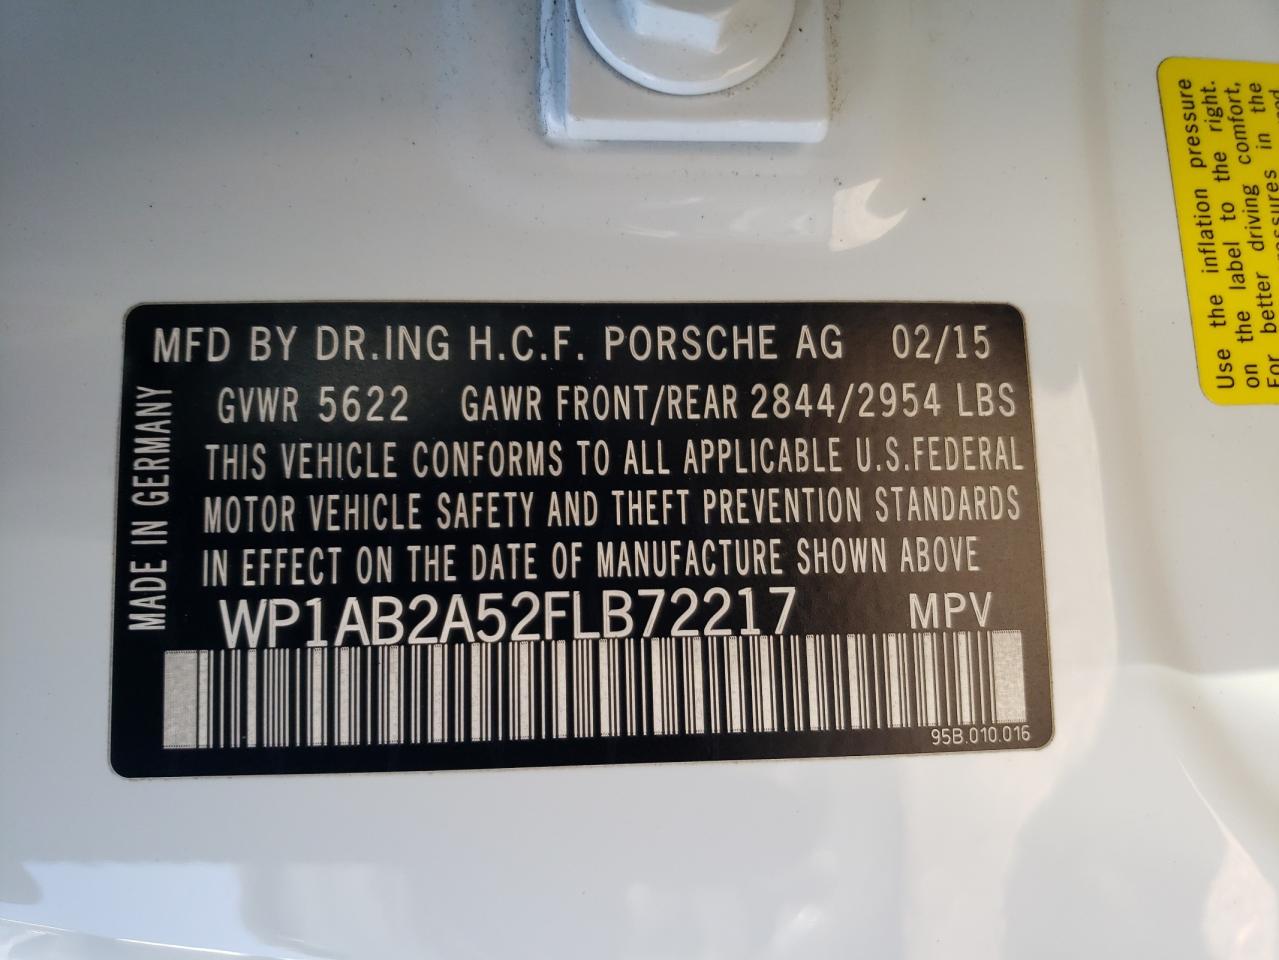 MFD BY DR.ING H.C.F. PORSCHE AG 02/15
GVWR 5622 GAWR FRONT/REAR 2844/2954 LBS
THIS VEHICLE CONFORMS TO ALL APPLICABLE U.S.FEDERAL
MOTOR VEHICLE SAFETY AND THEFT PREVENTION STANDARDS
IN EFFECT ON THE DATE OF MANUFACTURE SHOWN ABOVE
WP1AB2A52FLB72217 MPV
95B.010.016
MADE IN GERMANY
Use the inflation pressure
on the label to the right.
For better driving comfort,
in the